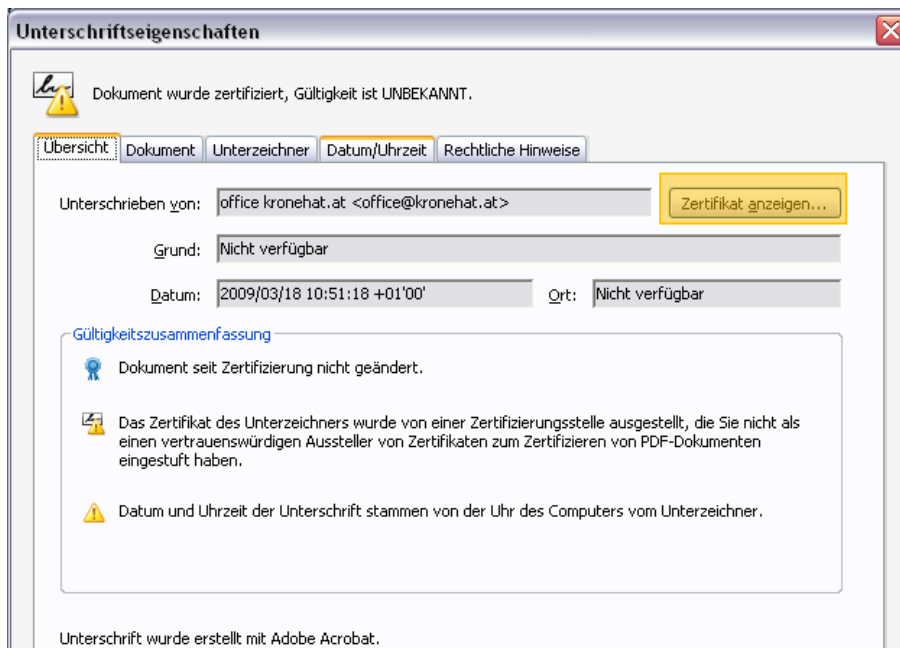 Unterschriftseigenschaften
Dokument wurde zertifiziert, Gültigkeit ist UNBEKANNT.
Übersicht Dokument Unterzeichner Datum/Uhrzeit Rechtliche Hinweise
Unterschrieben von: office kronehat.at <office@kronehat.at> Zertifikat anzeigen...
Grund: Nicht verfügbar
Datum: 2009/03/18 10:51:18 +01'00' Ort: Nicht verfügbar
Gültigkeitszusammenfassung
Dokument seit Zertifizierung nicht geändert.
Das Zertifikat des Unterzeichners wurde von einer Zertifizierungsstelle ausgestellt, die Sie nicht als
einen vertrauenswürdigen Aussteller von Zertifikaten zum Zertifizieren von PDF-Dokumenten
eingestuft haben.
Datum und Uhrzeit der Unterschrift stammen von der Uhr des Computers vom Unterzeichner.
Unterschrift wurde erstellt mit Adobe Acrobat.